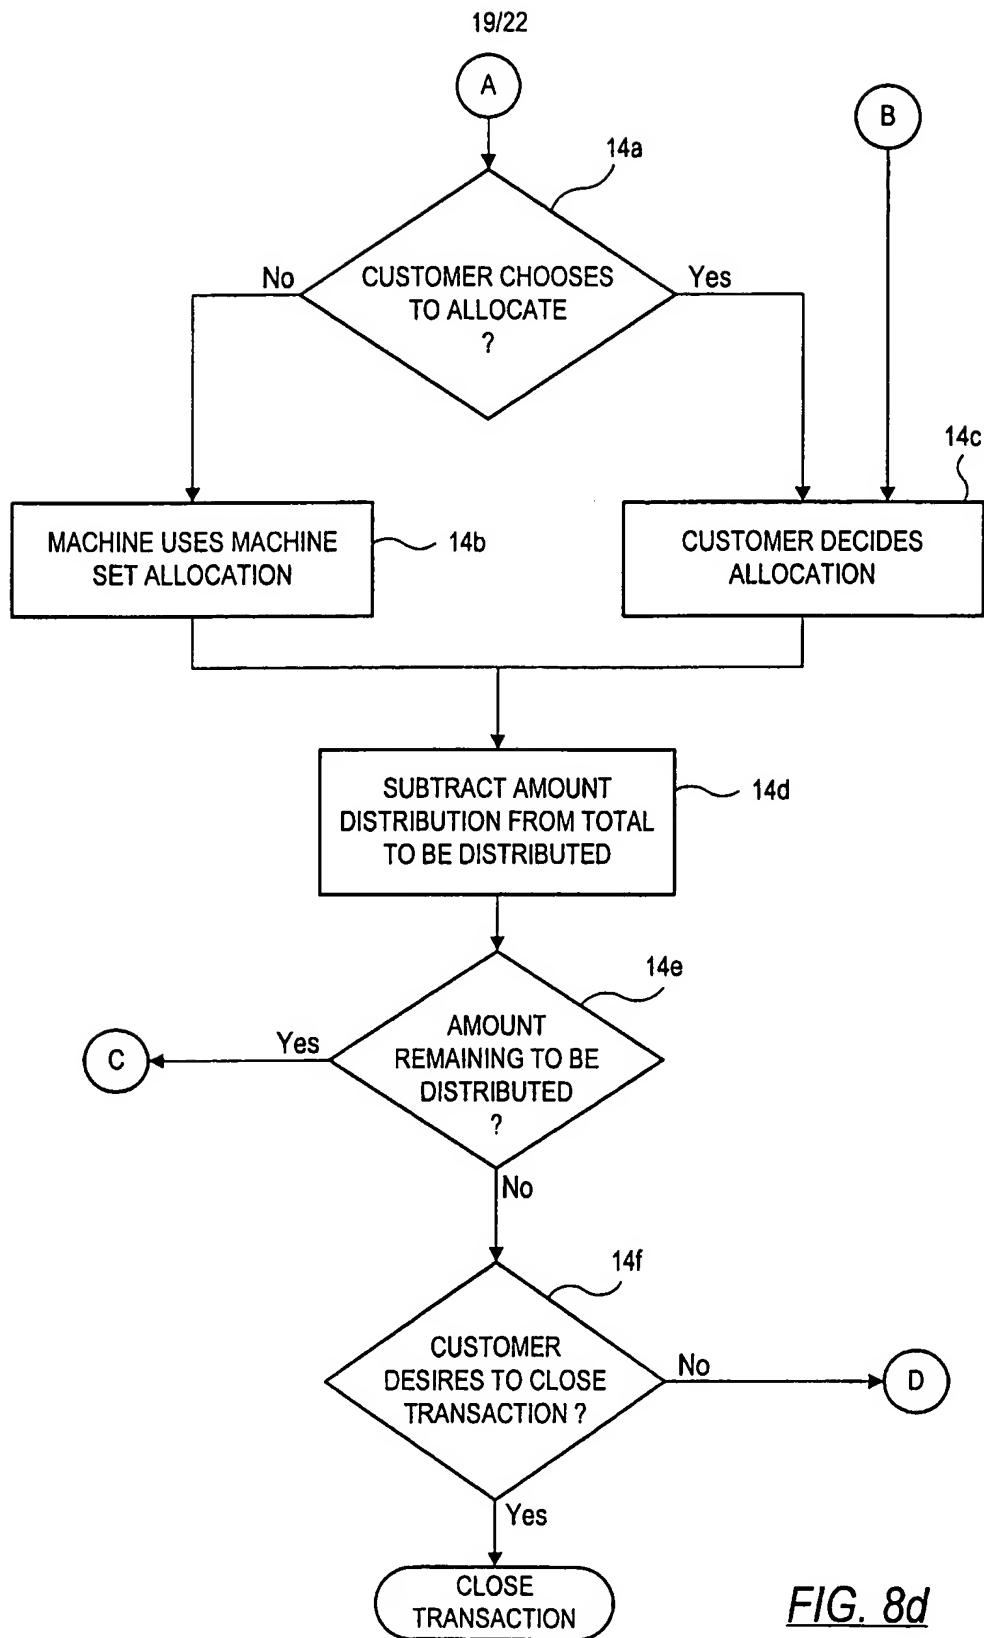 19/22
A
B
14a
No
CUSTOMER CHOOSES
TO ALLOCATE
?
Yes
14c
MACHINE USES MACHINE
SET ALLOCATION
14b
CUSTOMER DECIDES
ALLOCATION
SUBTRACT AMOUNT
DISTRIBUTION FROM TOTAL
TO BE DISTRIBUTED
14d
14e
C
Yes
AMOUNT
REMAINING TO BE
DISTRIBUTED
?
No
14f
CUSTOMER
DESIRES TO CLOSE
TRANSACTION ?
No
D
Yes
CLOSE
TRANSACTION
FIG. 8d